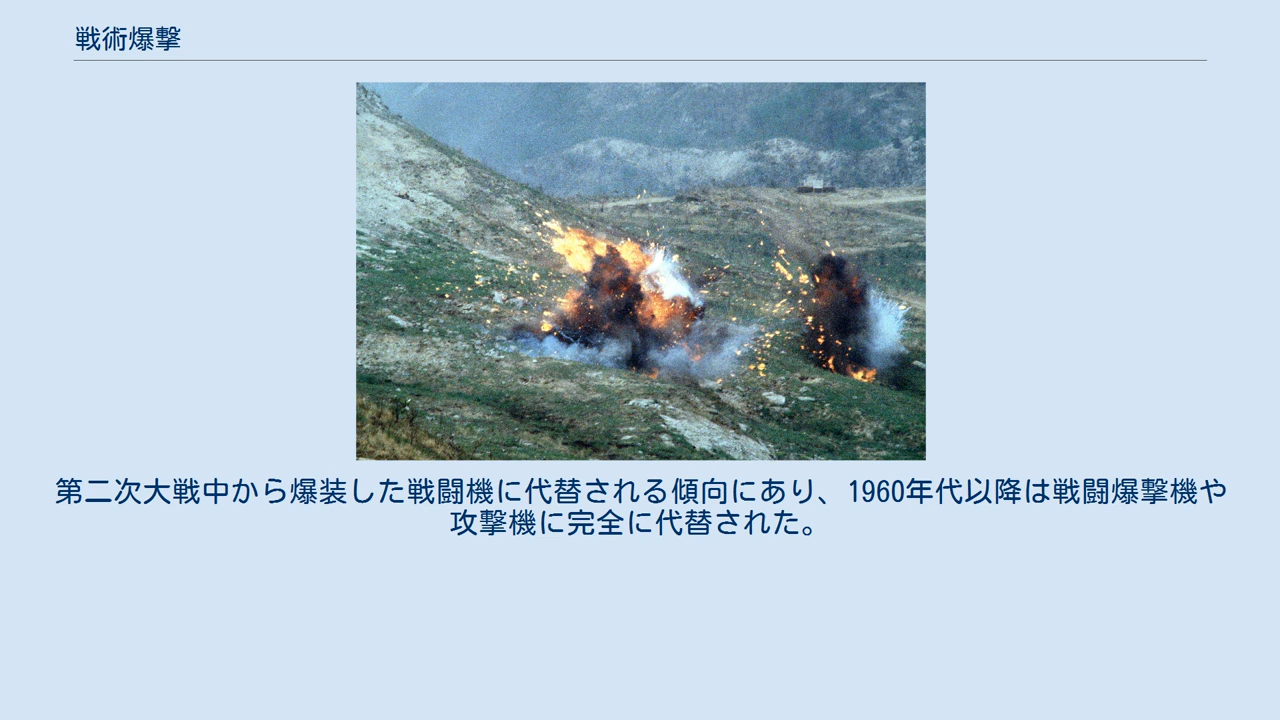 戦術爆撃
第二次大戦中から爆装した戦闘機に代替される傾向にあり、1960年代以降は戦闘爆撃機や
攻撃機に完全に代替された。